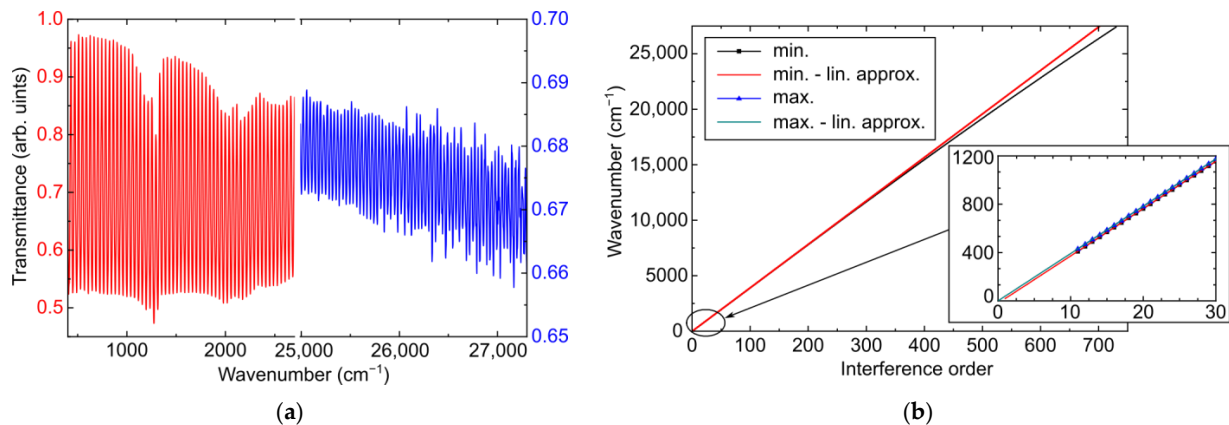 1.0
0.9
0.8
0.7
0.6
0.5
Transmittance (arb. uints)
0.70
0.69
0.68
0.67
0.66
0.65
1000 2000 25,000 26,000 27,000
Wavenumber (cm⁻¹)
(a)
25,000
20,000
15,000
10,000
5000
0
Wavenumber (cm⁻¹)
min.
min. - lin. approx.
max.
max. - lin. approx.
1200
800
400
0
0 10 20 30
0 100 200 300 400 500 600 700
Interference order
(b)